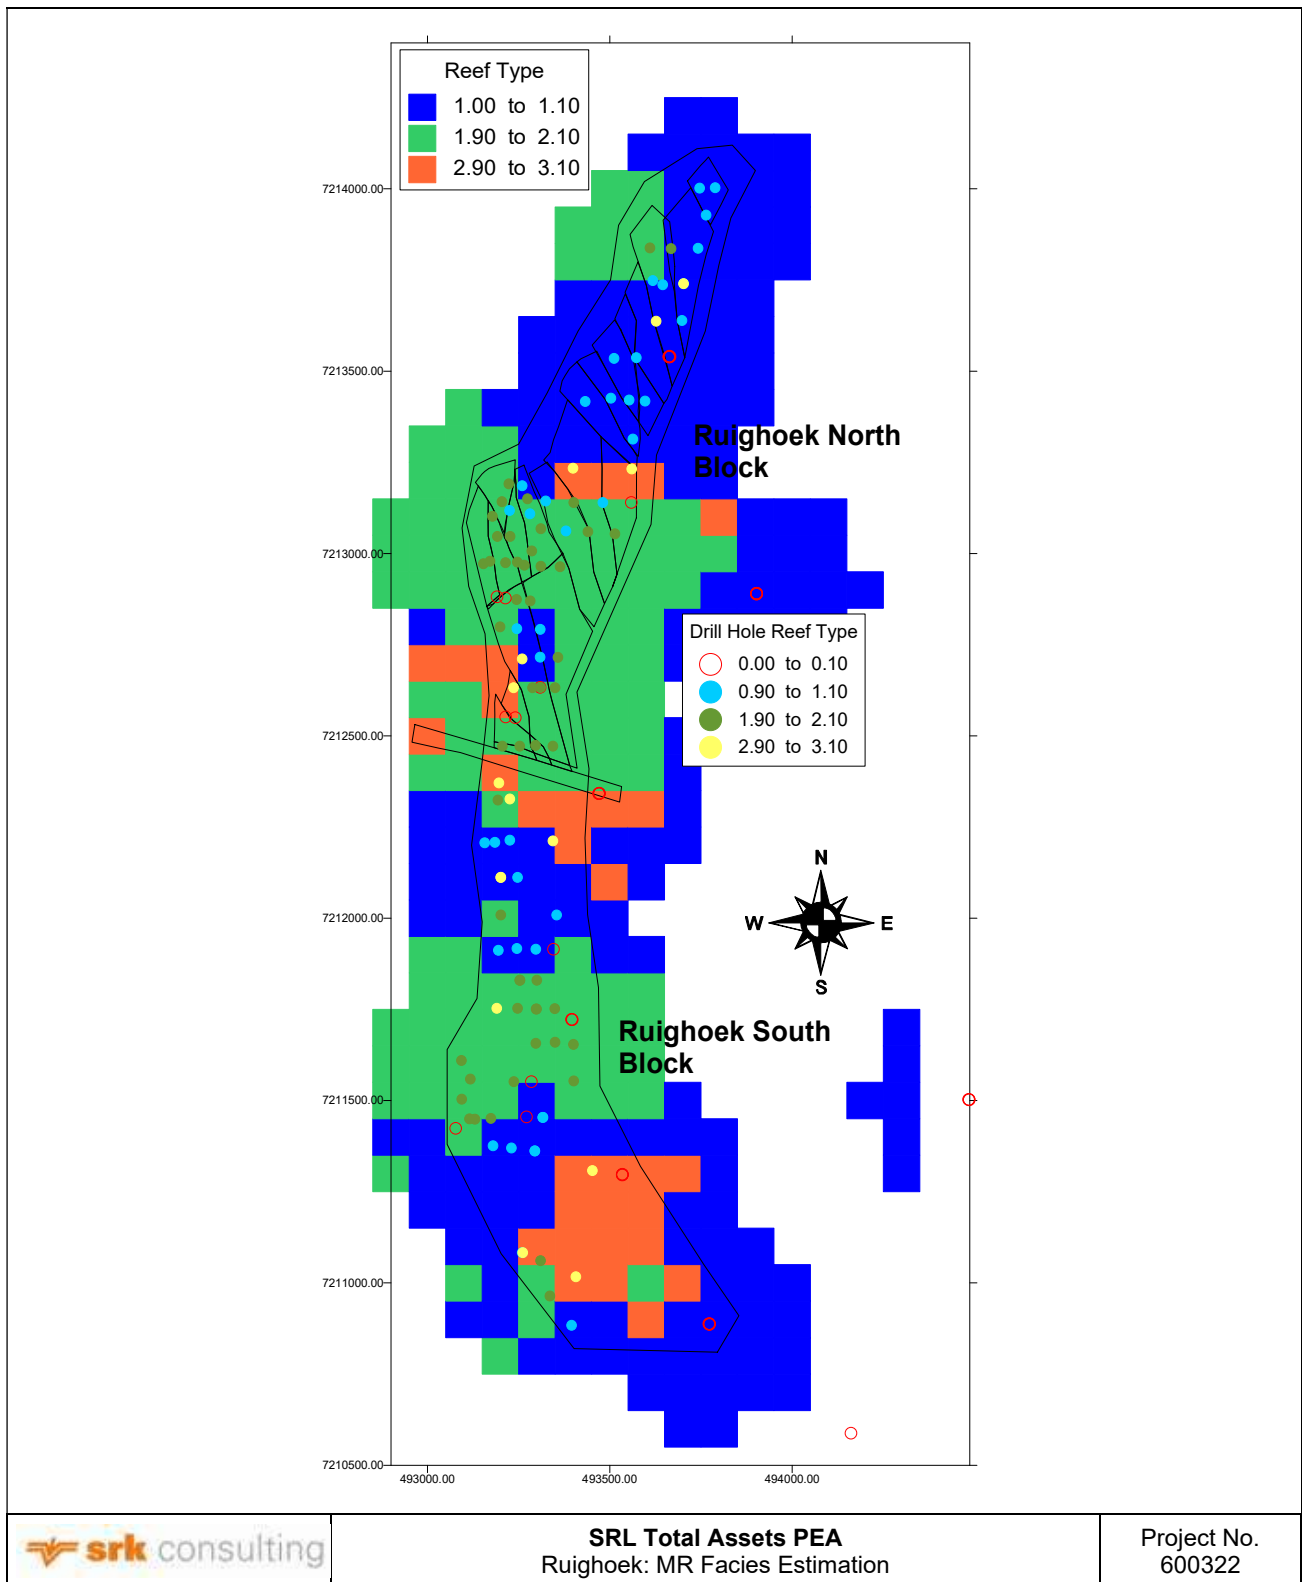 Reef Type
1.00 to 1.10
1.90 to 2.10
2.90 to 3.10
7214000.00
7213500.00
Ruighoek North
Block
7213000.00
Drill Hole Reef Type
0.00 to 0.10
0.90 to 1.10
1.90 to 2.10
2.90 to 3.10
7212500.00
N
W
E
S
7212000.00
Ruighoek South
Block
7211500.00
7211000.00
7210500.00
493000.00
493500.00
494000.00
srk consulting
SRL Total Assets PEA
Ruighoek: MR Facies Estimation
Project No.
600322